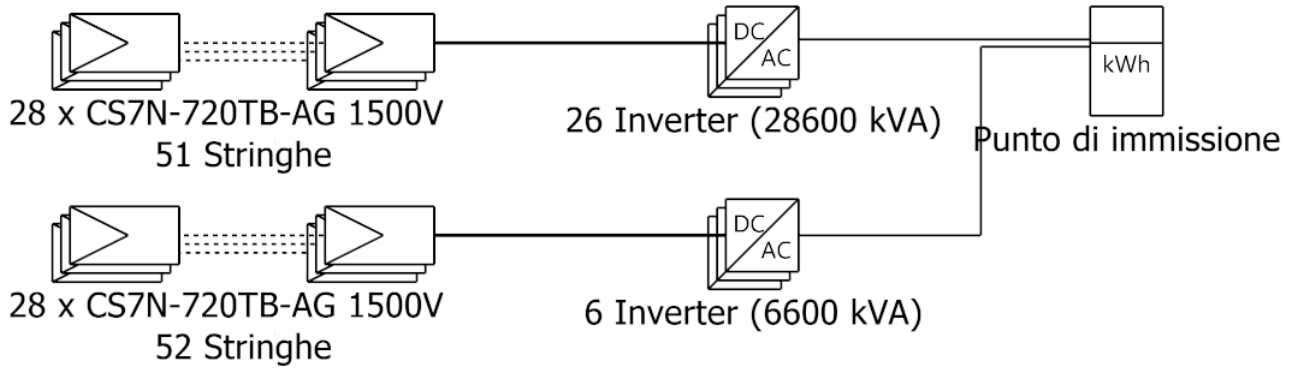 DC
AC
kWh
28 x CS7N-720TB-AG 1500V
51 Stringhe
26 Inverter (28600 kVA)
Punto di immissione
DC
AC
28 x CS7N-720TB-AG 1500V
52 Stringhe
6 Inverter (6600 kVA)